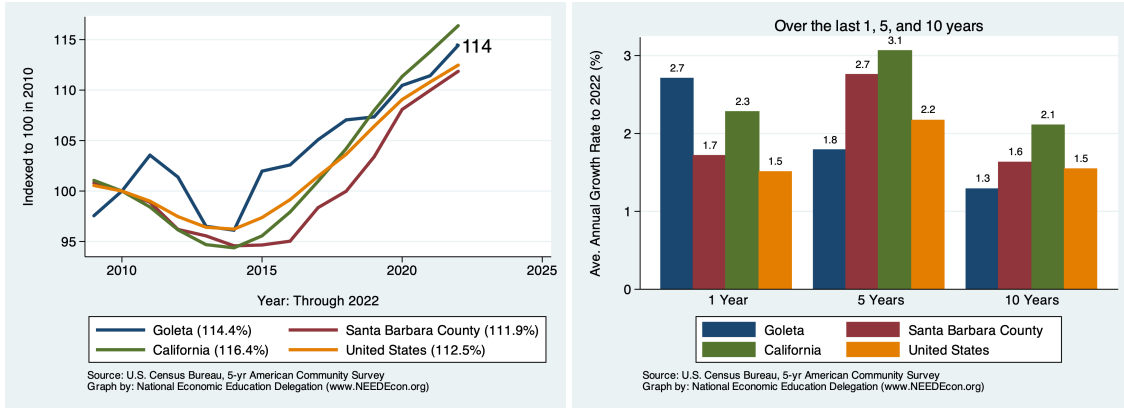 Indexed to 100 in 2010
115
110
105
100
95
114
2010
2015
2020
2025
Year: Through 2022
Goleta (114.4%)
Santa Barbara County (111.9%)
California (116.4%)
United States (112.5%)
Source: U.S. Census Bureau, 5-yr American Community Survey
Graph by: National Economic Education Delegation (www.NEEDEcon.org)
Over the last 1, 5, and 10 years
Ave. Annual Growth Rate to 2022 (%)
3
2
1
0
2.7
1.7
2.3
1.5
1.8
2.7
3.1
2.2
1.3
1.6
2.1
1.5
1 Year
5 Years
10 Years
Goleta
Santa Barbara County
California
United States
Source: U.S. Census Bureau, 5-yr American Community Survey
Graph by: National Economic Education Delegation (www.NEEDEcon.org)